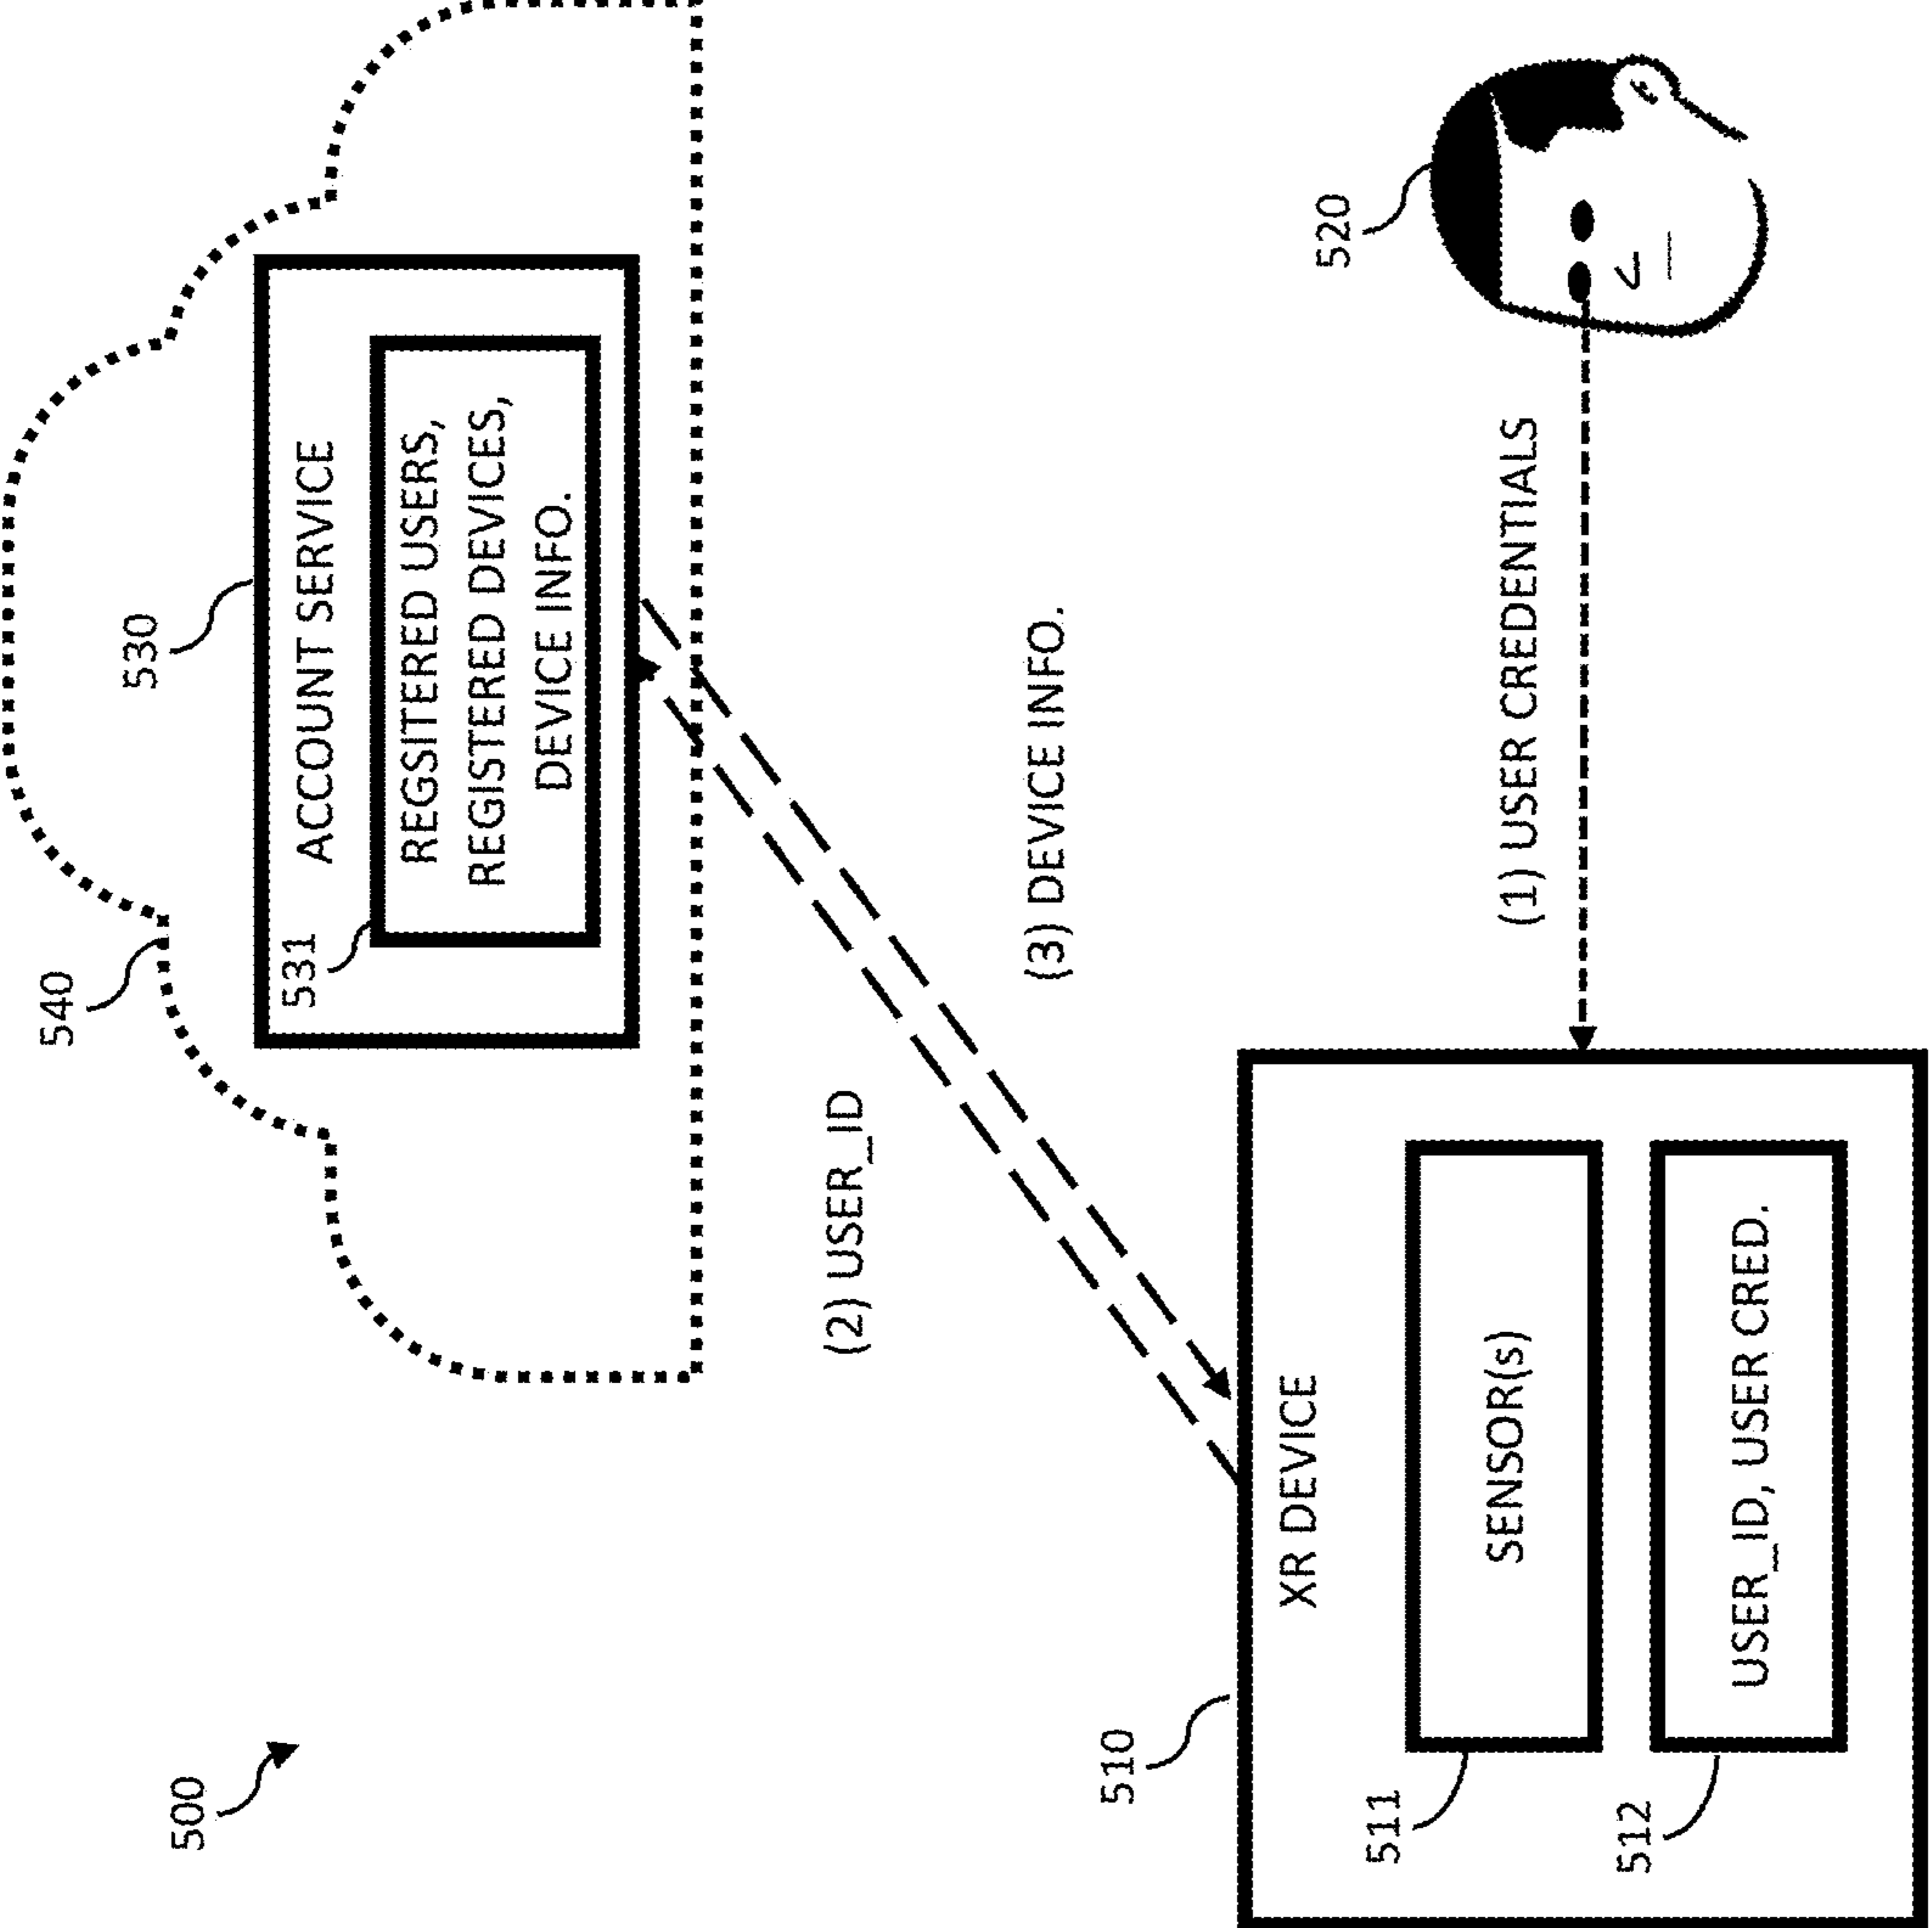 500
540
530
531
ACCOUNT SERVICE
REGSITERED USERS,
REGISTERED DEVICES,
DEVICE INFO.
(2) USER_ID
(3) DEVICE INFO.
510
XR DEVICE
511
SENSOR(s)
512
USER_ID, USER CRED.
(1) USER CREDENTIALS
520